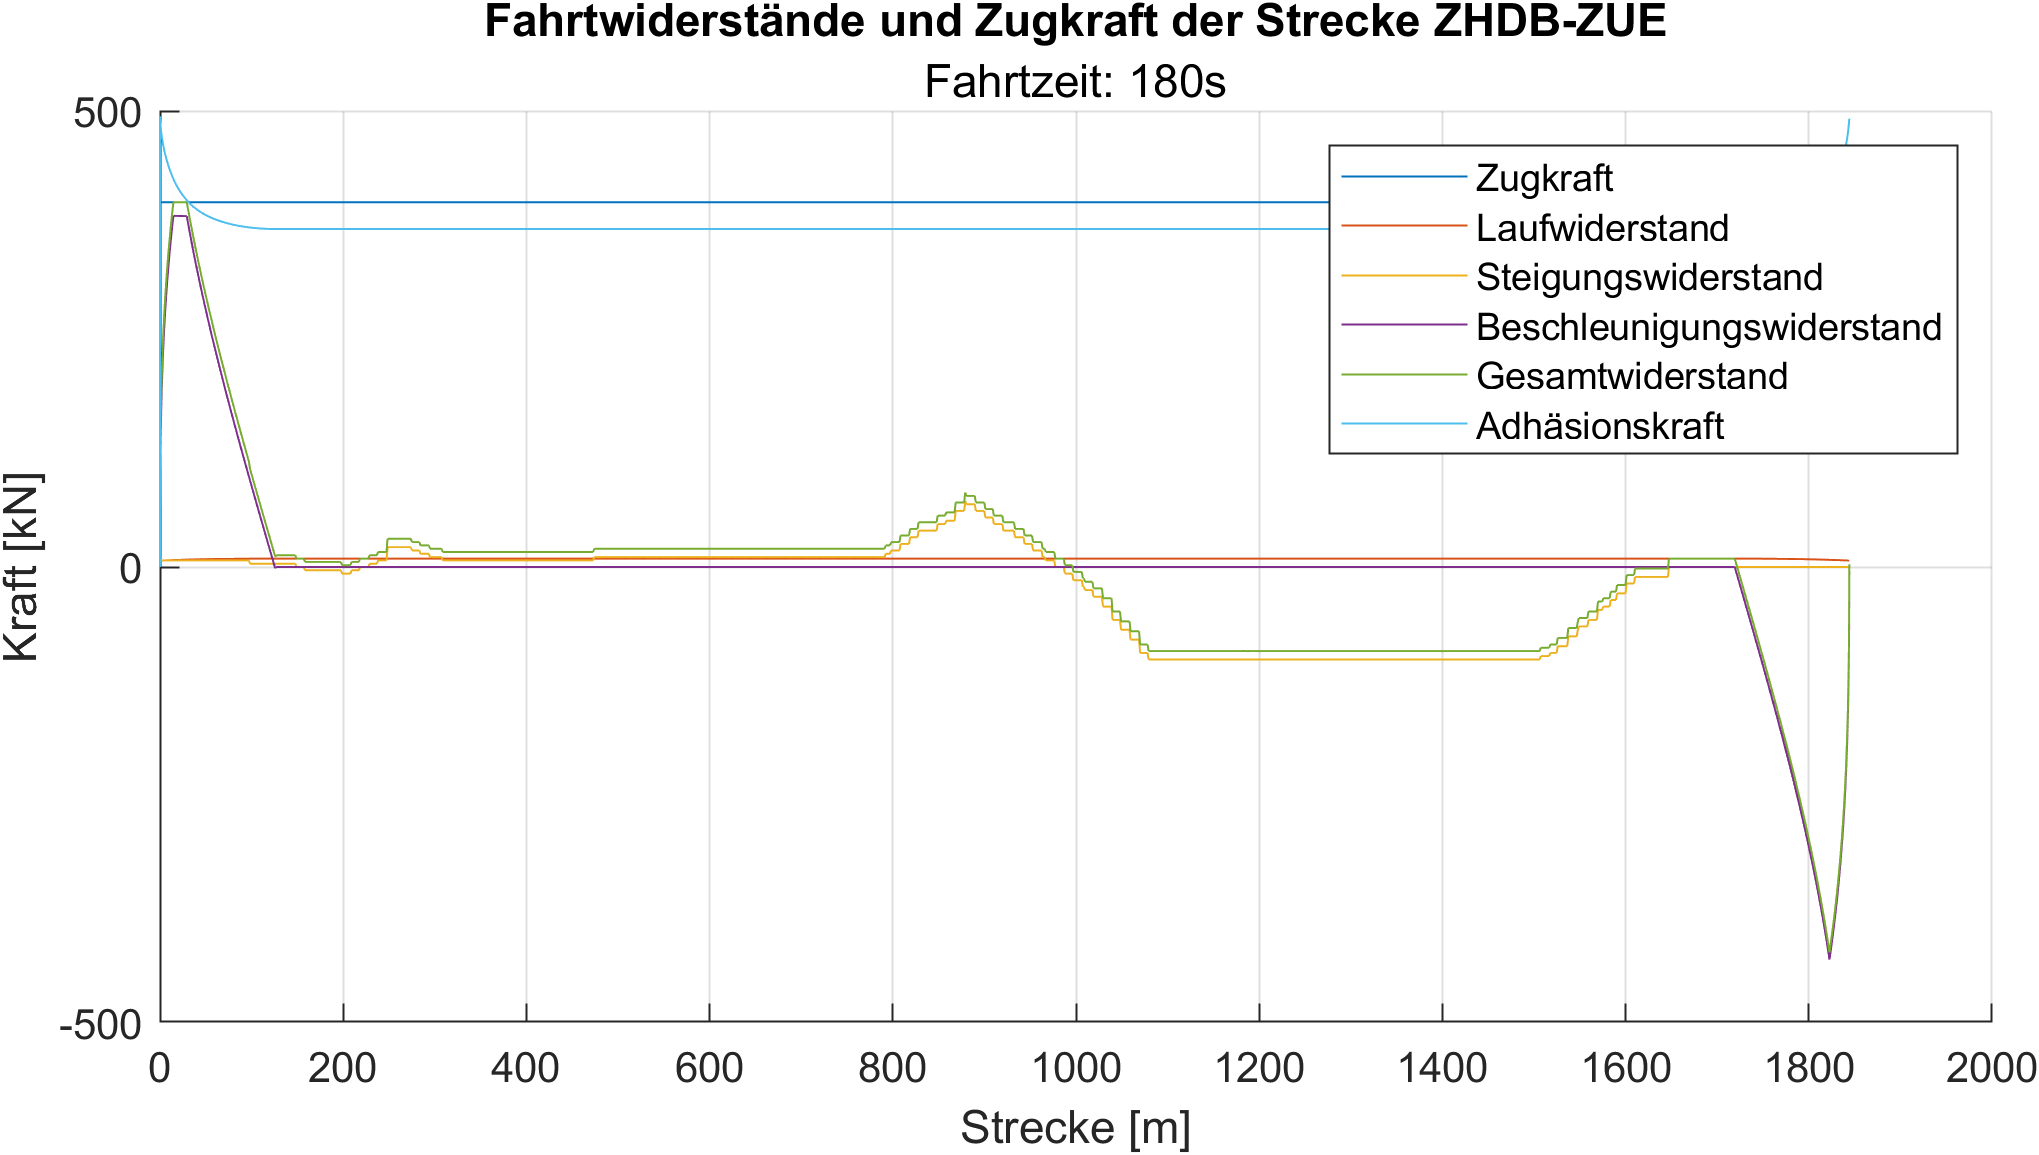 Fahrtwiderstände und Zugkraft der Strecke ZHDB-ZUE
Fahrtzeit: 180s
500
0
-500
Kraft [kN]
Zugkraft
Laufwiderstand
Steigungswiderstand
Beschleunigungswiderstand
Gesamtwiderstand
Adhäsionskraft
0 200 400 600 800 1000 1200 1400 1600 1800 2000
Strecke [m]